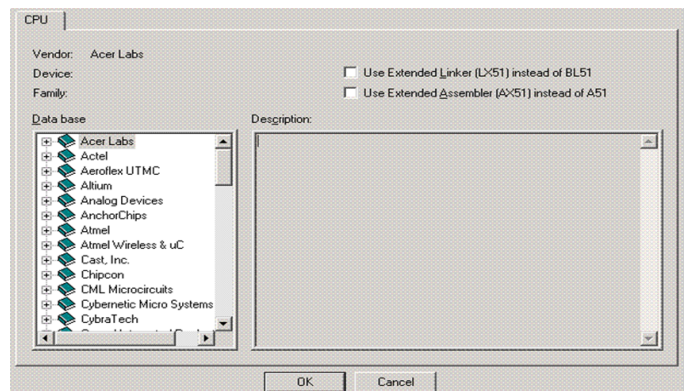 CPU
Vendor: Acer Labs
Device:
Use Extended Linker (LX51) instead of BL51
Family:
Use Extended Assembler (AX51) instead of A51
Data base
Description:
Acer Labs
Actel
Aeroflex UTMC
Altium
Analog Devices
AnchorChips
Atmel
Atmel Wireless & uC
Cast, Inc.
Chipcon
CML Microcircuits
Cybernetic Micro Systems
CybraTech
OK
Cancel